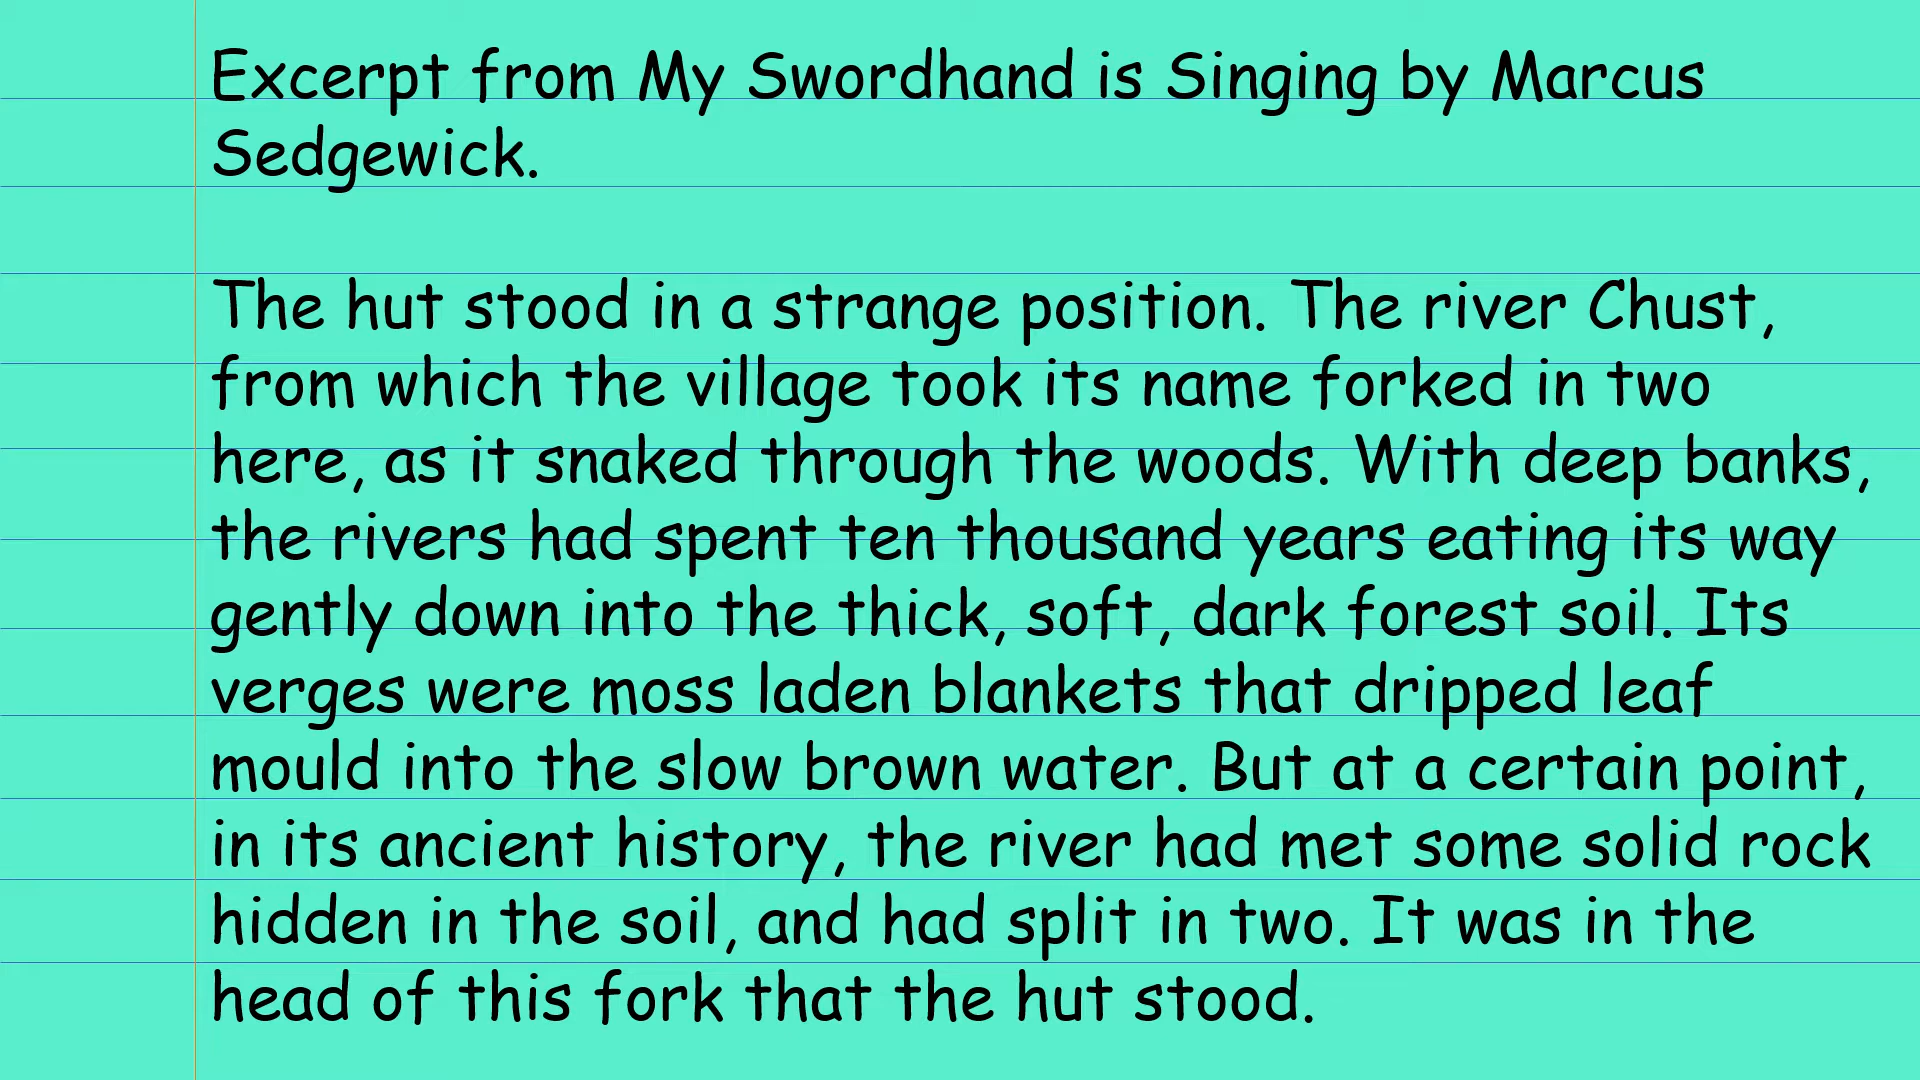 Excerpt from My Swordhand is Singing by Marcus
Sedgewick.
The hut stood in a strange position. The river Chust,
from which the village took its name forked in two
here, as it snaked through the woods. With deep banks,
the rivers had spent ten thousand years eating its way
gently down into the thick, soft, dark forest soil. Its
verges were moss laden blankets that dripped leaf
mould into the slow brown water. But at a certain point,
in its ancient history, the river had met some solid rock
hidden in the soil, and had split in two. It was in the
head of this fork that the hut stood.